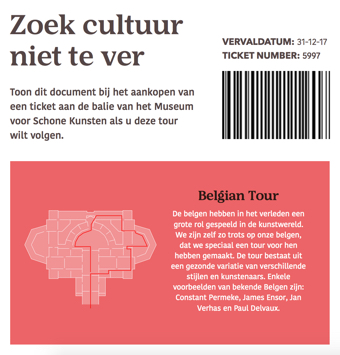 Zoek cultuur
niet te ver
VERVALDATUM: 31-12-17
TICKET NUMBER: 5997
Toon dit document bij het aankopen van
een ticket aan de balie van het Museum
voor Schone Kunsten als u deze tour
wilt volgen.
Belgian Tour
De belgen hebben in het verleden een
grote rol gespeeld in de kunstwereld.
We zijn zelf zo trots op onze belgen,
dat we speciaal een tour voor hen
hebben gemaakt. De tour bestaat uit
een gezonde variatie van verschillende
stijlen en kunstenaars. Enkele
voorbeelden van bekende Belgen zijn:
Constant Permeke, James Ensor, Jan
Verhas en Paul Delvaux.